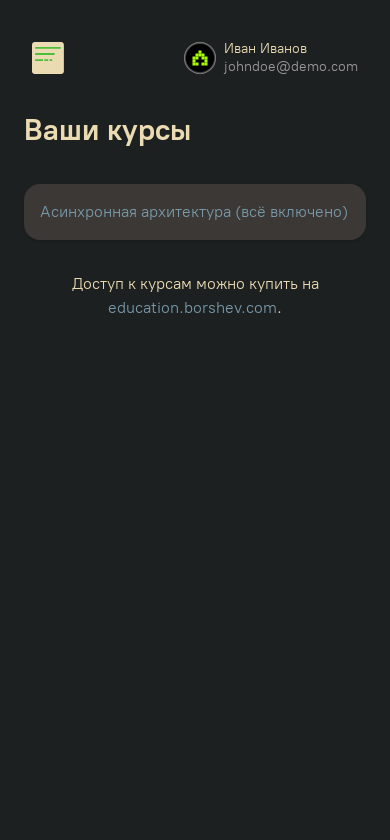 Иван Иванов
johndoe@demo.com
Ваши курсы
Асинхронная архитектура (всё включено)
Доступ к курсам можно купить на
education.borshev.com.